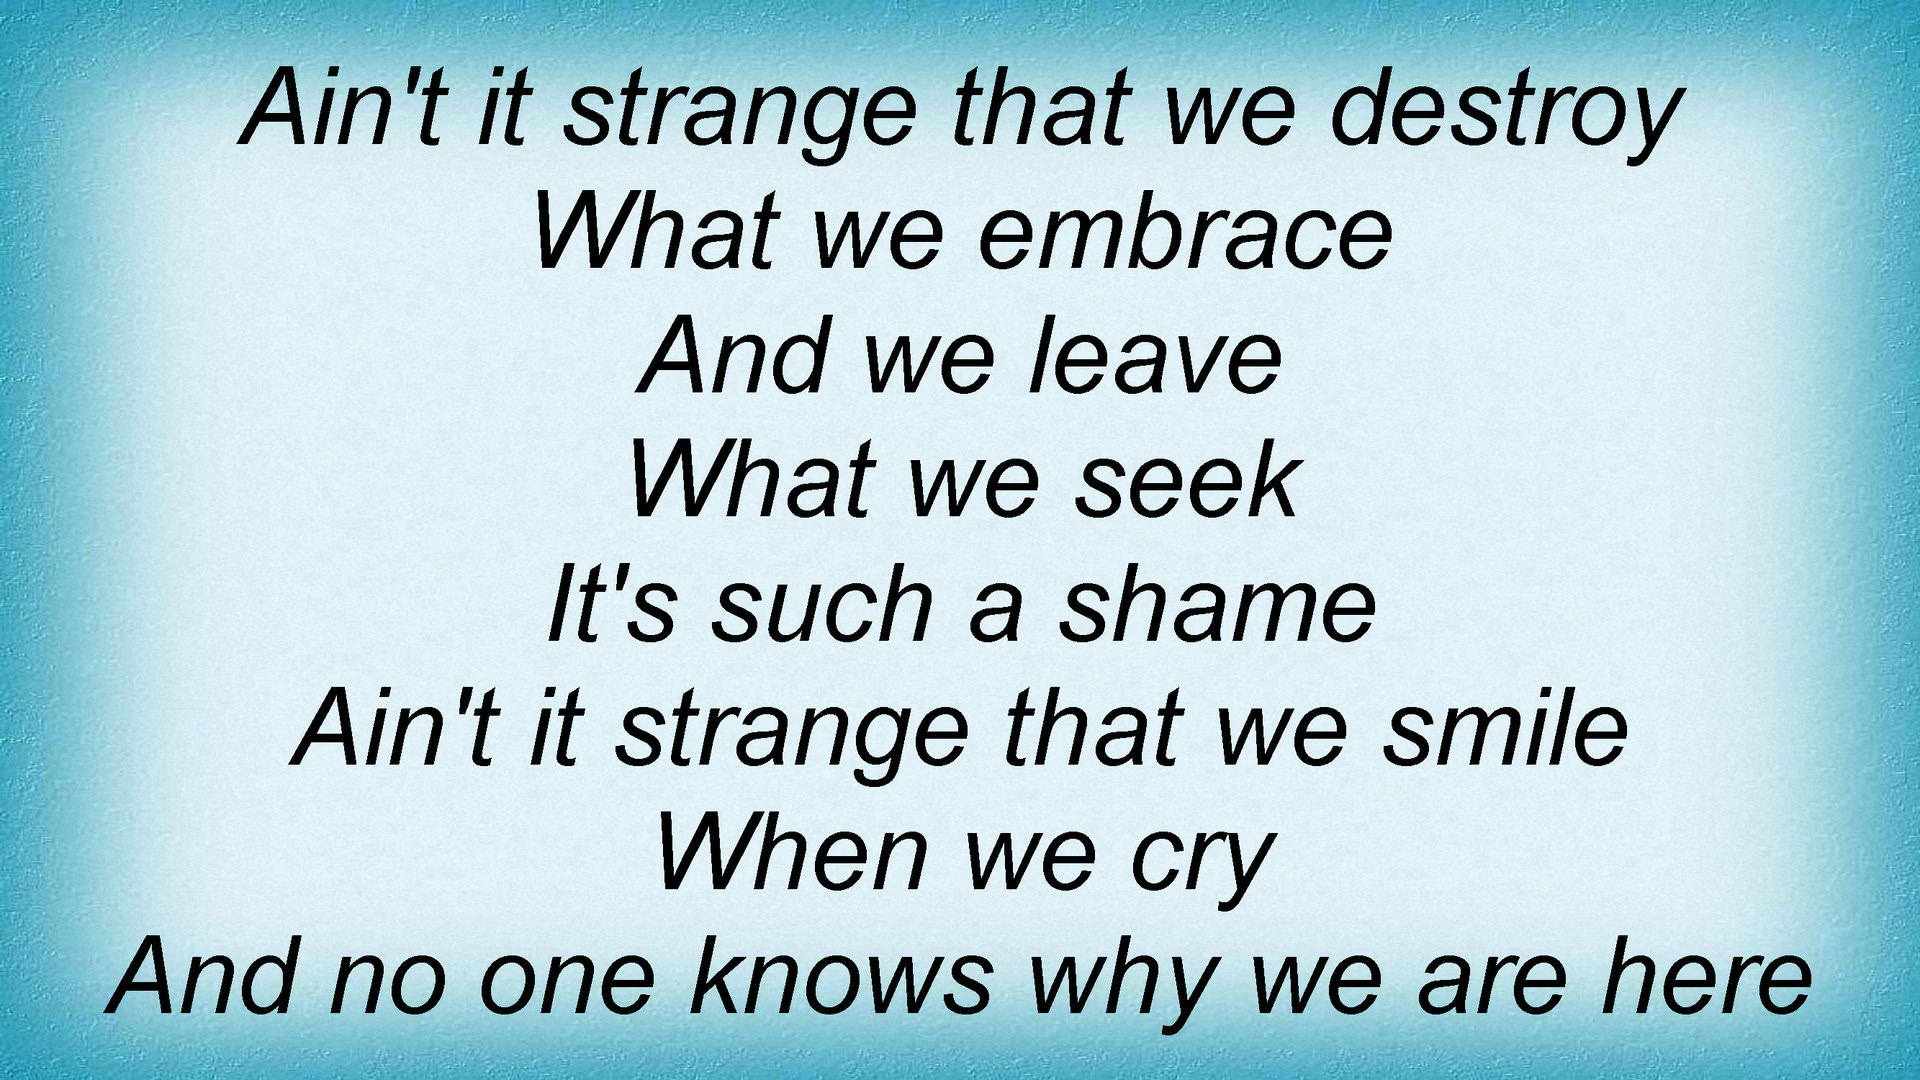 Ain't it strange that we destroy
What we embrace
And we leave
What we seek
It's such a shame
Ain't it strange that we smile
When we cry
And no one knows why we are here